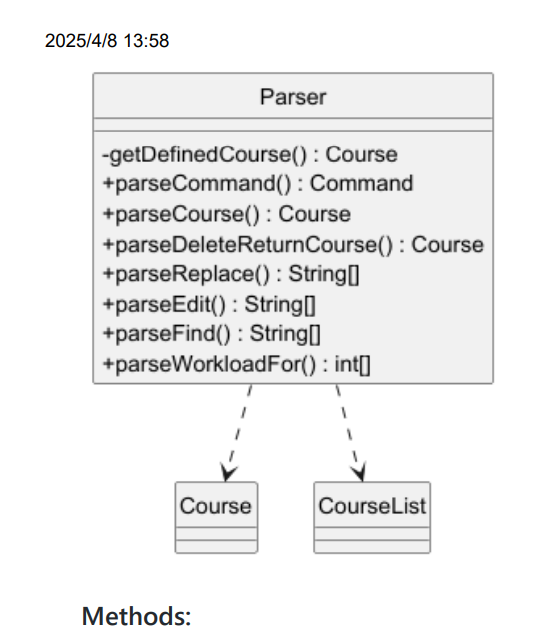 2025/4/8 13:58
Parser
-getDefinedCourse() : Course
+parseCommand() : Command
+parseCourse() : Course
+parseDeleteReturnCourse() : Course
+parseReplace() : String[]
+parseEdit() : String[]
+parseFind() : String[]
+parseWorkloadFor() : int[]
Course
CourseList
Methods: